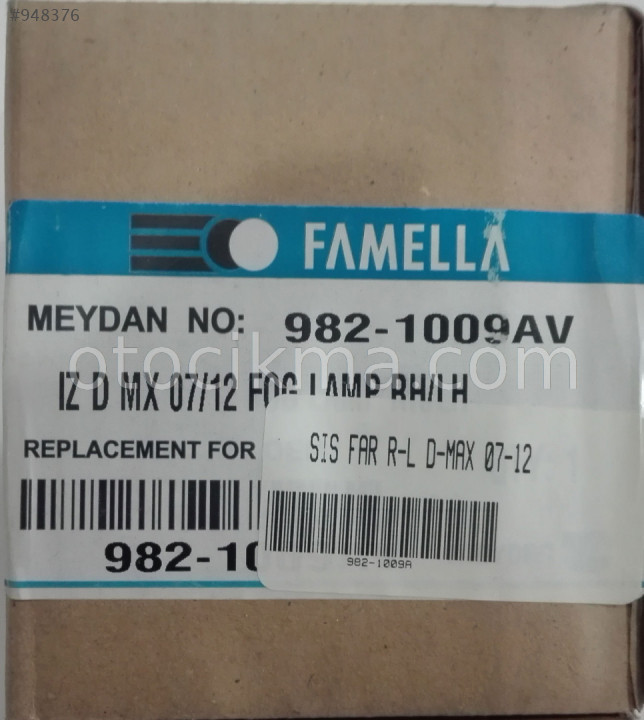 #948376
FAMELLA
MEYDAN NO: 982-1009AV
otocikma.com
IZ D MX 07/12 FOG LAMP RH/LH
REPLACEMENT FOR
SIS FAR R-L D-MAX 07-12
982-10
982-1009A